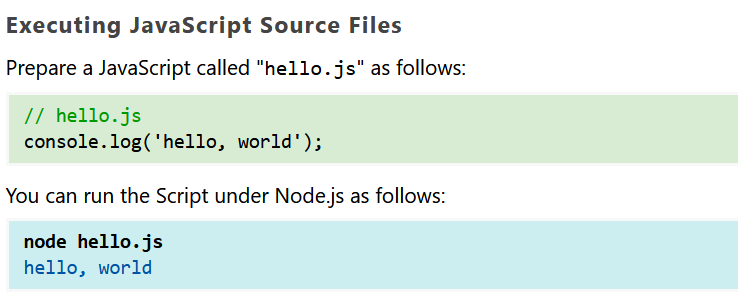 Executing JavaScript Source Files
Prepare a JavaScript called "hello.js" as follows:
// hello.js
console.log('hello, world');
You can run the Script under Node.js as follows:
node hello.js
hello, world